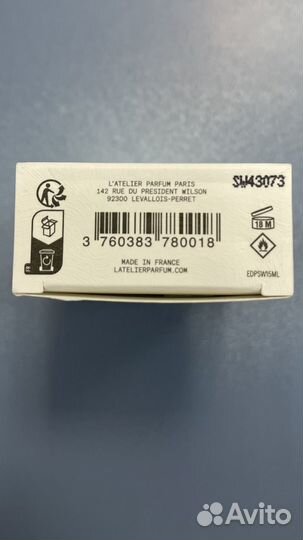 L'ATELIER PARFUM PARIS
142 RUE DU PRESIDENT WILSON
92300 LEVALLOIS-PERRET
SW43073
18 M
3 760383 780018
MADE IN FRANCE
LATELIERPARFUM.COM
EDPSW15ML
FR
Avito